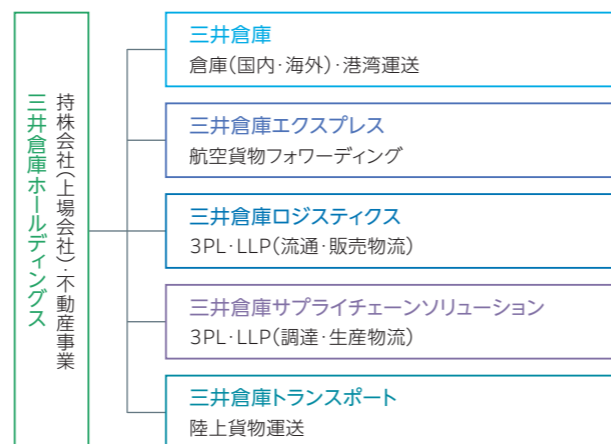 三井倉庫ホールディングス
持株会社(上場会社)・不動産事業
三井倉庫
倉庫(国内・海外)・港湾運送
三井倉庫エクスプレス
航空貨物フォワーディング
三井倉庫ロジスティクス
3PL・LLP(流通・販売物流)
三井倉庫サプライチェーンソリューション
3PL・LLP(調達・生産物流)
三井倉庫トランスポート
陸上貨物運送